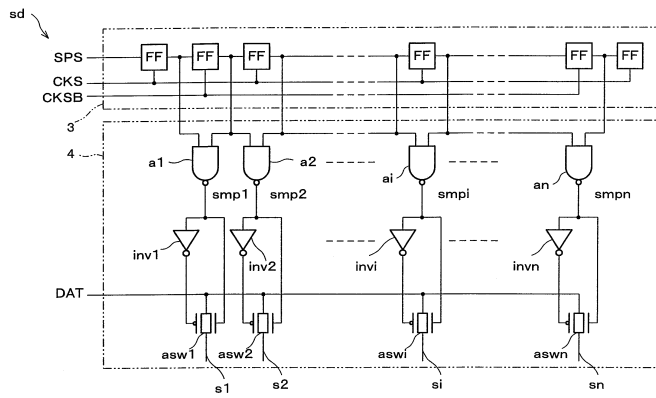 sd
SPS FF FF FF FF FF FF
CKS
CKSB
3
4
a1 a2 ai an
smp1 smp2 smpi smpn
inv1 inv2 invi invn
DAT
asw1 asw2 aswi aswn
s1 s2 si sn